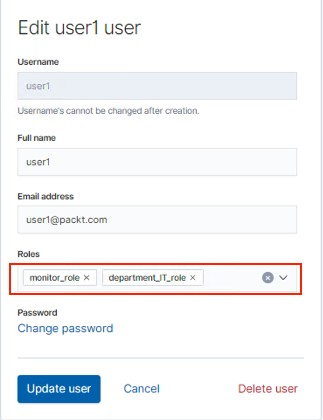 Edit user1 user
Username
user1
Username's cannot be changed after creation.
Full name
user1
Email address
user1@packt.com
Roles
monitor_role × department_IT_role ×
Password
Change password
Update user Cancel Delete user